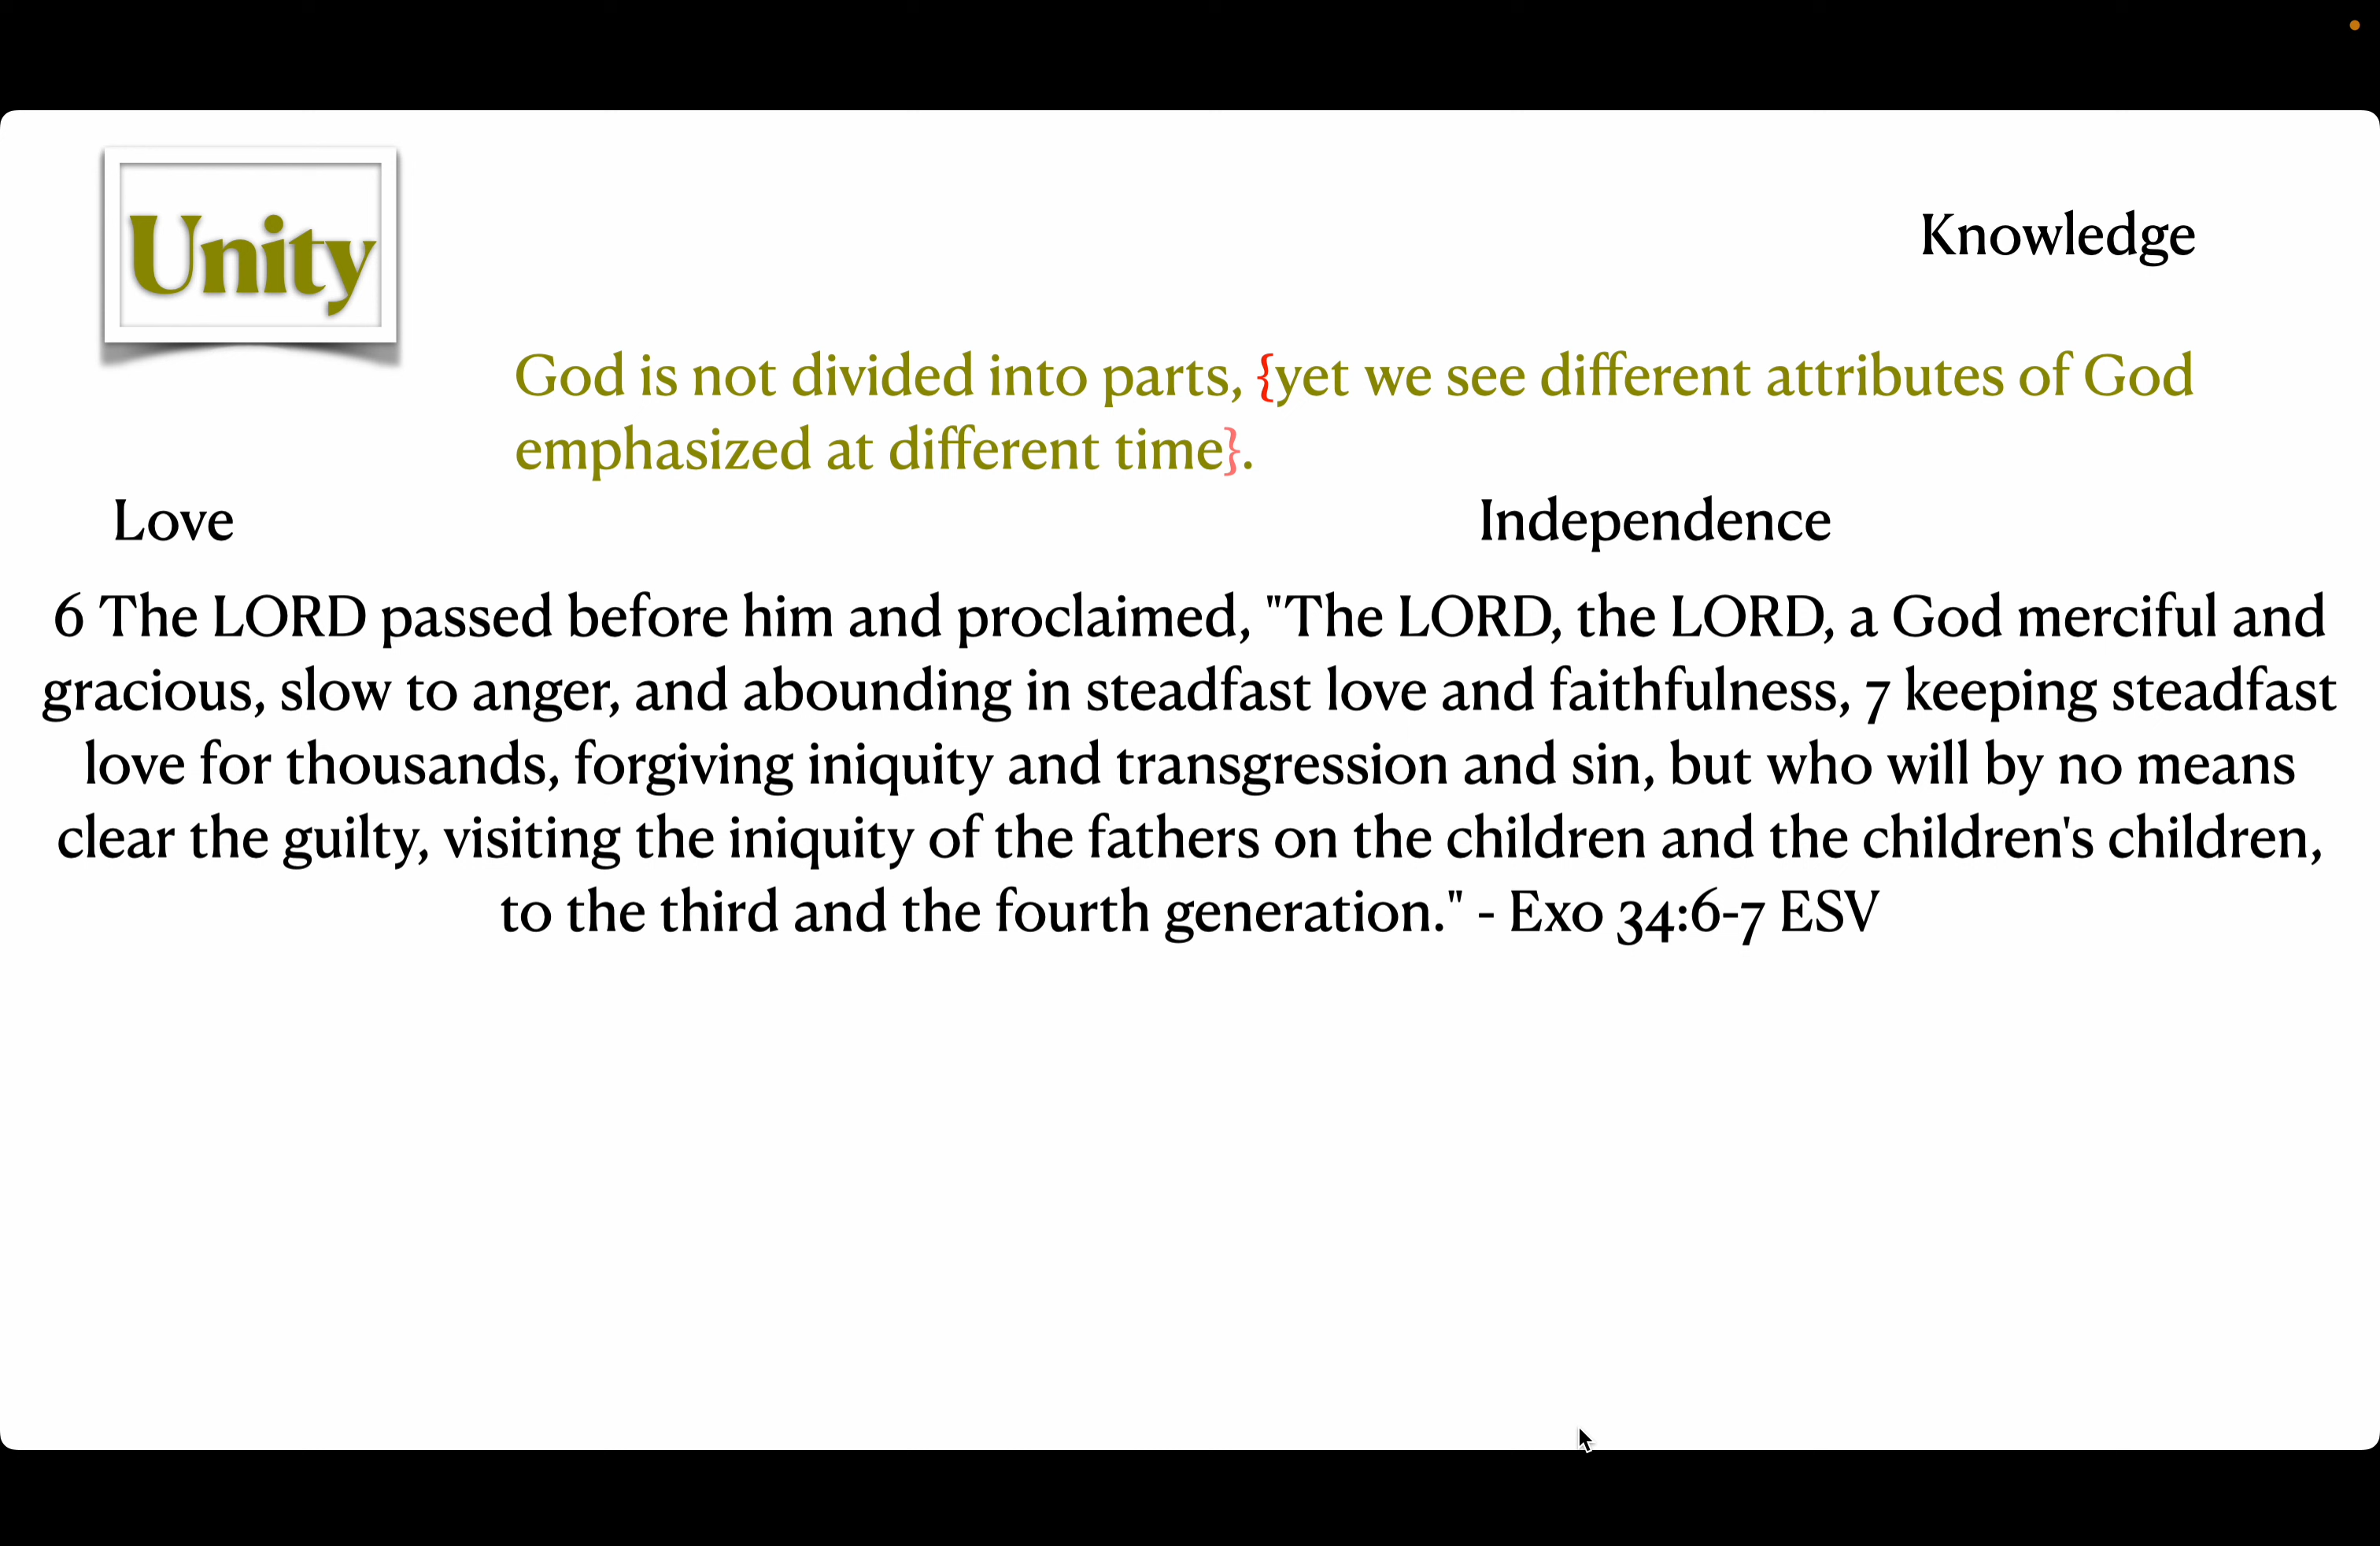 Unity
Knowledge
God is not divided into parts, {yet we see different attributes of God
emphasized at different time}.
Love
Independence
6 The LORD passed before him and proclaimed, "The LORD, the LORD, a God merciful and
gracious, slow to anger, and abounding in steadfast love and faithfulness, 7 keeping steadfast
love for thousands, forgiving iniquity and transgression and sin, but who will by no means
clear the guilty, visiting the iniquity of the fathers on the children and the children's children,
to the third and the fourth generation." - Exo 34:6-7 ESV